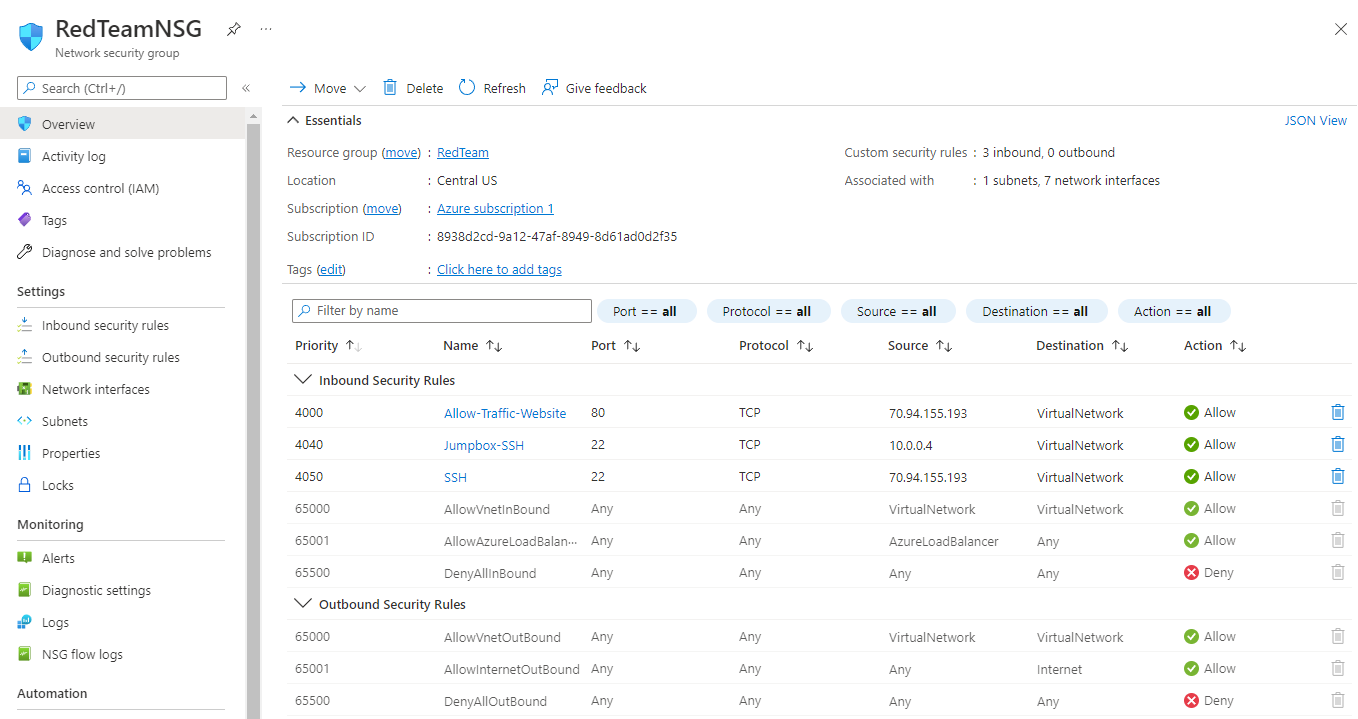 RedTeamNSG
...
Network security group
Search (Ctrl+/)
«
Move Delete Refresh Give feedback
Overview
Activity log
Access control (IAM)
Tags
Diagnose and solve problems
Settings
Inbound security rules
Outbound security rules
Network interfaces
Subnets
Properties
Locks
Monitoring
Alerts
Diagnostic settings
Logs
NSG flow logs
Automation
Essentials JSON View
Resource group (move) : RedTeam Custom security rules : 3 inbound, 0 outbound
Location : Central US Associated with : 1 subnets, 7 network interfaces
Subscription (move) : Azure subscription 1
Subscription ID : 8938d2cd-9a12-47af-8949-8d61ad0d2f35
Tags (edit) : Click here to add tags
Filter by name Port == all Protocol == all Source == all Destination == all Action == all
Priority Name Port Protocol Source Destination Action
Inbound Security Rules
4000 Allow-Traffic-Website 80 TCP 70.94.155.193 VirtualNetwork Allow
4040 Jumpbox-SSH 22 TCP 10.0.0.4 VirtualNetwork Allow
4050 SSH 22 TCP 70.94.155.193 VirtualNetwork Allow
65000 AllowVnetInBound Any Any VirtualNetwork VirtualNetwork Allow
65001 AllowAzureLoadBalan... Any Any AzureLoadBalancer Any Allow
65500 DenyAllInBound Any Any Any Any Deny
Outbound Security Rules
65000 AllowVnetOutBound Any Any VirtualNetwork VirtualNetwork Allow
65001 AllowInternetOutBound Any Any Any Internet Allow
65500 DenyAllOutBound Any Any Any Any Deny